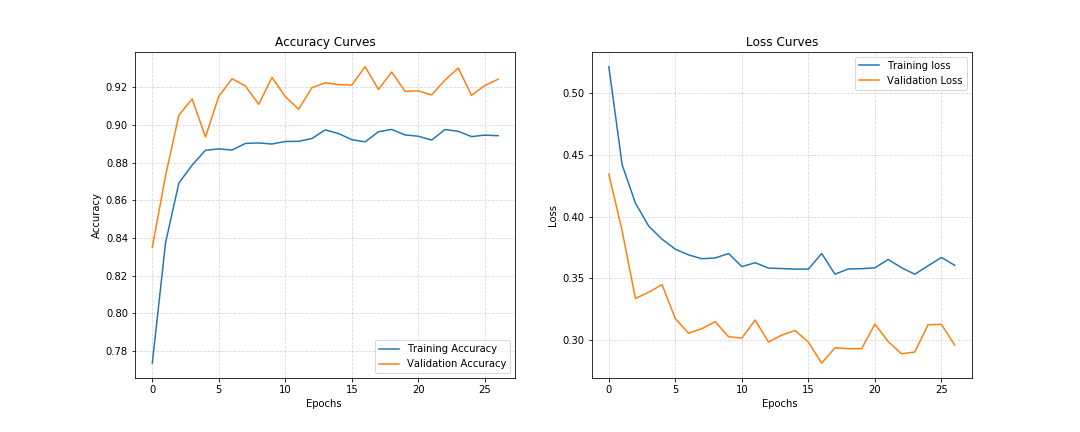 Accuracy Curves
Accuracy
0.92
0.90
0.88
0.86
0.84
0.82
0.80
0.78
0
5
10
15
20
25
Epochs
Training Accuracy
Validation Accuracy
Loss Curves
Loss
0.50
0.45
0.40
0.35
0.30
0
5
10
15
20
25
Epochs
Training loss
Validation Loss